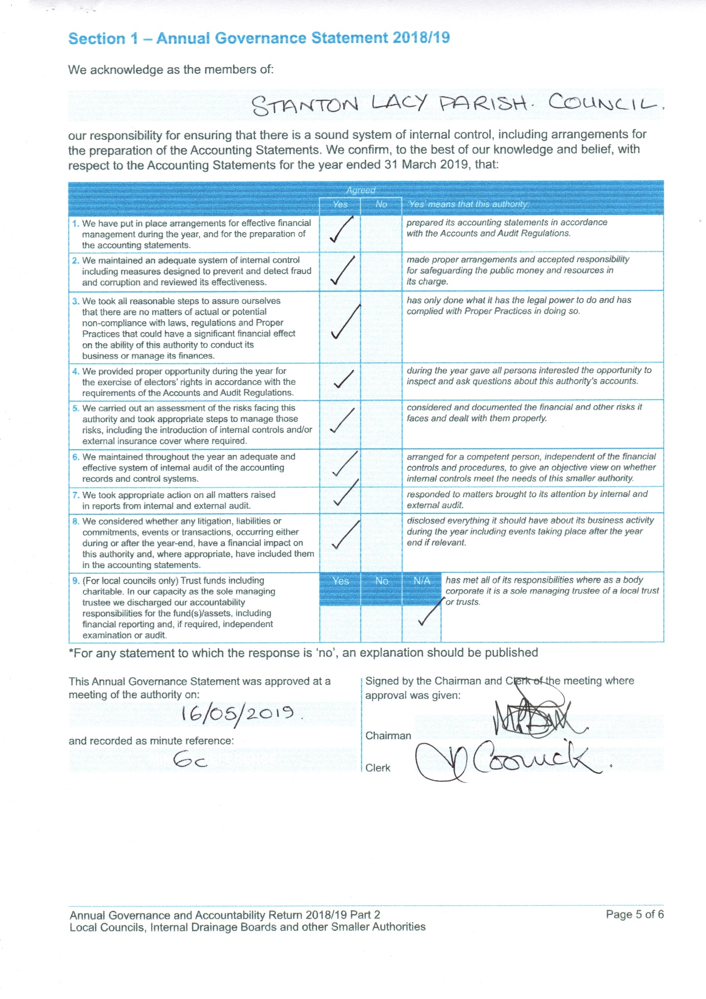 Section 1 – Annual Governance Statement 2018/19
We acknowledge as the members of:
STANTON LACY PARISH. COUNCIL.
our responsibility for ensuring that there is a sound system of internal control, including arrangements for
the preparation of the Accounting Statements. We confirm, to the best of our knowledge and belief, with
respect to the Accounting Statements for the year ended 31 March 2019, that:
Agreed
Yes No 'Yes' means that this authority:
1. We have put in place arrangements for effective financial
management during the year, and for the preparation of
the accounting statements.
prepared its accounting statements in accordance
with the Accounts and Audit Regulations.
2. We maintained an adequate system of internal control
including measures designed to prevent and detect fraud
and corruption and reviewed its effectiveness.
made proper arrangements and accepted responsibility
for safeguarding the public money and resources in
its charge.
3. We took all reasonable steps to assure ourselves
that there are no matters of actual or potential
non-compliance with laws, regulations and Proper
Practices that could have a significant financial effect
on the ability of this authority to conduct its
business or manage its finances.
has only done what it has the legal power to do and has
complied with Proper Practices in doing so.
4. We provided proper opportunity during the year for
the exercise of electors' rights in accordance with the
requirements of the Accounts and Audit Regulations.
during the year gave all persons interested the opportunity to
inspect and ask questions about this authority's accounts.
5. We carried out an assessment of the risks facing this
authority and took appropriate steps to manage those
risks, including the introduction of internal controls and/or
external insurance cover where required.
considered and documented the financial and other risks it
faces and dealt with them properly.
6. We maintained throughout the year an adequate and
effective system of internal audit of the accounting
records and control systems.
arranged for a competent person, independent of the financial
controls and procedures, to give an objective view on whether
internal controls meet the needs of this smaller authority.
7. We took appropriate action on all matters raised
in reports from internal and external audit.
responded to matters brought to its attention by internal and
external audit.
8. We considered whether any litigation, liabilities or
commitments, events or transactions, occurring either
during or after the year-end, have a financial impact on
this authority and, where appropriate, have included them
in the accounting statements.
disclosed everything it should have about its business activity
during the year including events taking place after the year
end if relevant.
9. (For local councils only) Trust funds including
charitable. In our capacity as the sole managing
trustee we discharged our accountability
responsibilities for the fund(s)/assets, including
financial reporting and, if required, independent
examination or audit.
Yes No N/A
has met all of its responsibilities where as a body
corporate it is a sole managing trustee of a local trust
or trusts.
*For any statement to which the response is 'no', an explanation should be published
This Annual Governance Statement was approved at a
meeting of the authority on:
16/05/2019.
and recorded as minute reference:
6c
Signed by the Chairman and Clerk of the meeting where
approval was given:
Chairman
Clerk
Annual Governance and Accountability Return 2018/19 Part 2
Local Councils, Internal Drainage Boards and other Smaller Authorities
Page 5 of 6